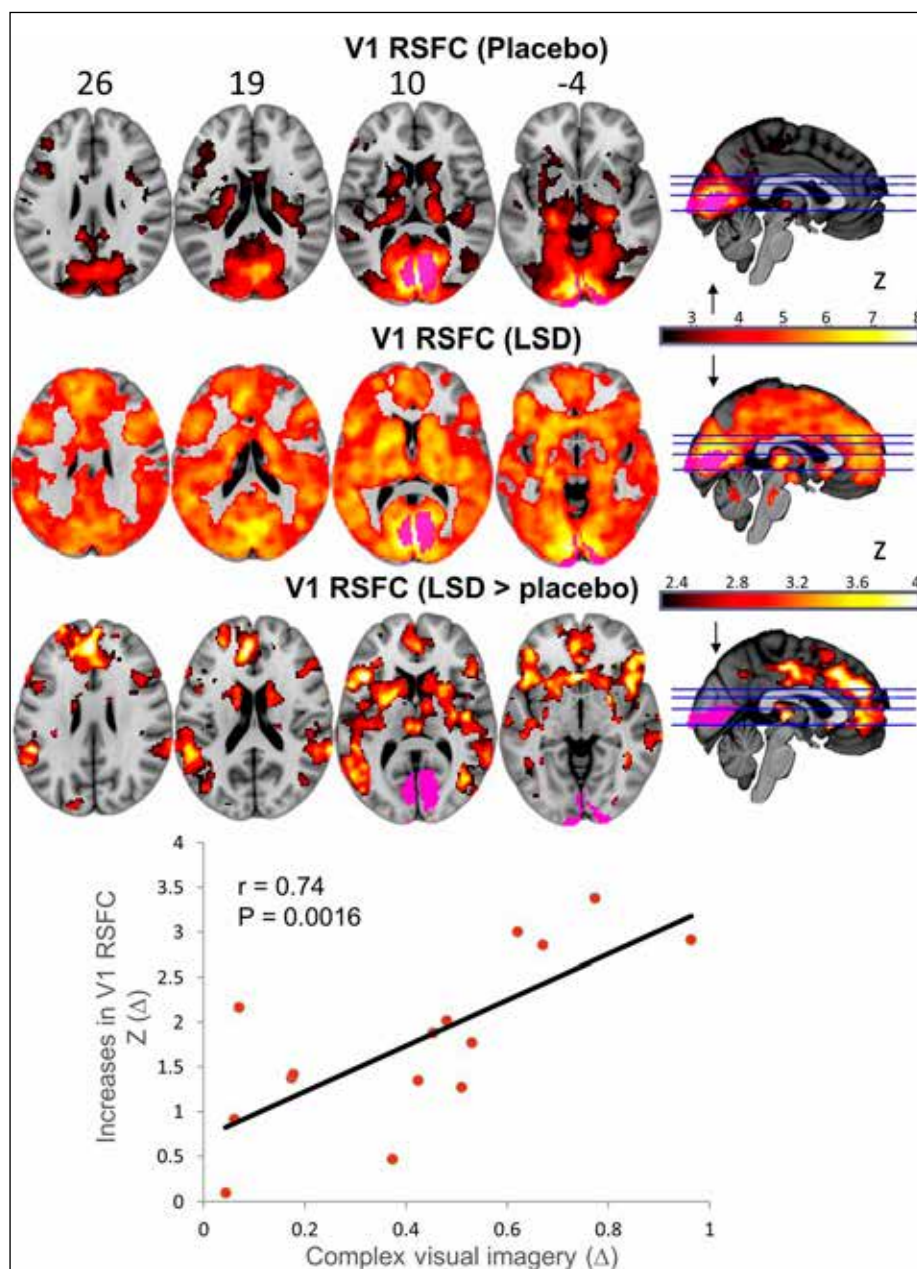 V1 RSFC (Placebo)
26 19 10 -4
Z
3 4 5 6 7 8
V1 RSFC (LSD)
Z
2.4 2.8 3.2 3.6 4
V1 RSFC (LSD > placebo)
4
3.5
3
2.5
2
1.5
1
0.5
0
r = 0.74
P = 0.0016
Increases in V1 RSFC
Z (Δ)
0 0.2 0.4 0.6 0.8 1
Complex visual imagery (Δ)